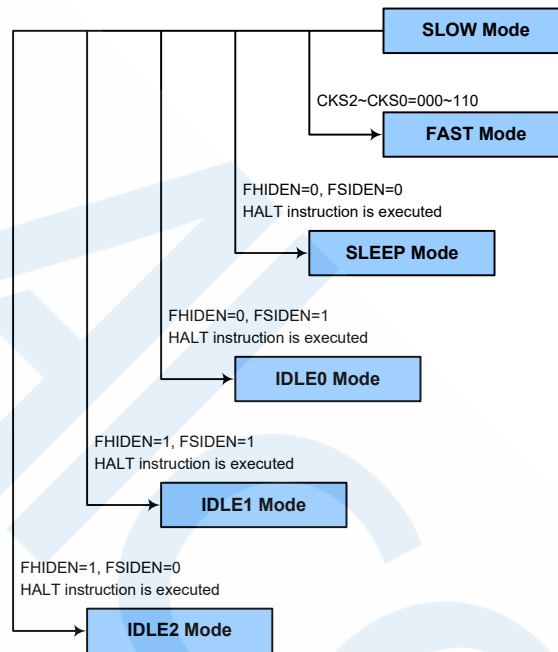 SLOW Mode
CKS2~CKS0=000~110
FAST Mode
FHIDEN=0, FSIDEN=0
HALT instruction is executed
SLEEP Mode
FHIDEN=0, FSIDEN=1
HALT instruction is executed
IDLE0 Mode
FHIDEN=1, FSIDEN=1
HALT instruction is executed
IDLE1 Mode
FHIDEN=1, FSIDEN=0
HALT instruction is executed
IDLE2 Mode